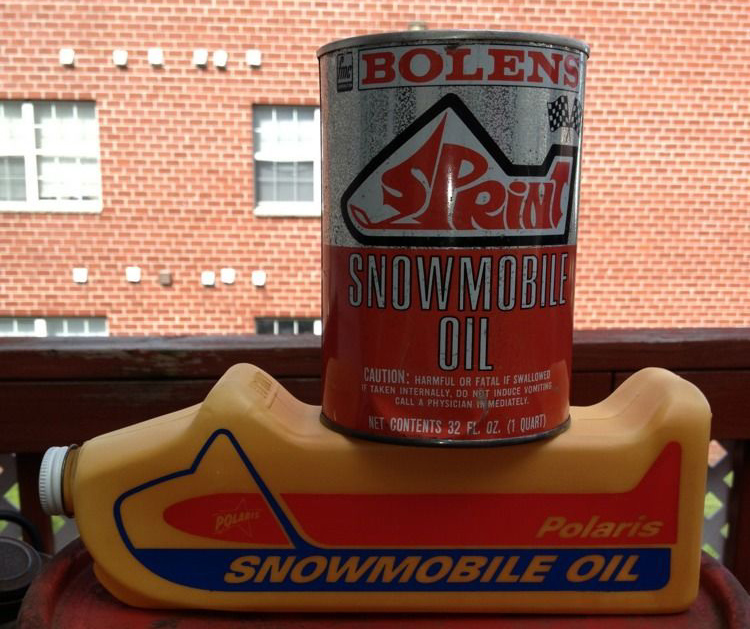 fmc
BOLENS
SPRiNT
SNOWMOBILE
OIL
CAUTION: HARMFUL OR FATAL IF SWALLOWED
IF TAKEN INTERNALLY, DO NOT INDUCE VOMITING
CALL A PHYSICIAN IMMEDIATELY.
NET CONTENTS 32 FL. OZ. (1 QUART)
POLARIS
Polaris
SNOWMOBILE OIL